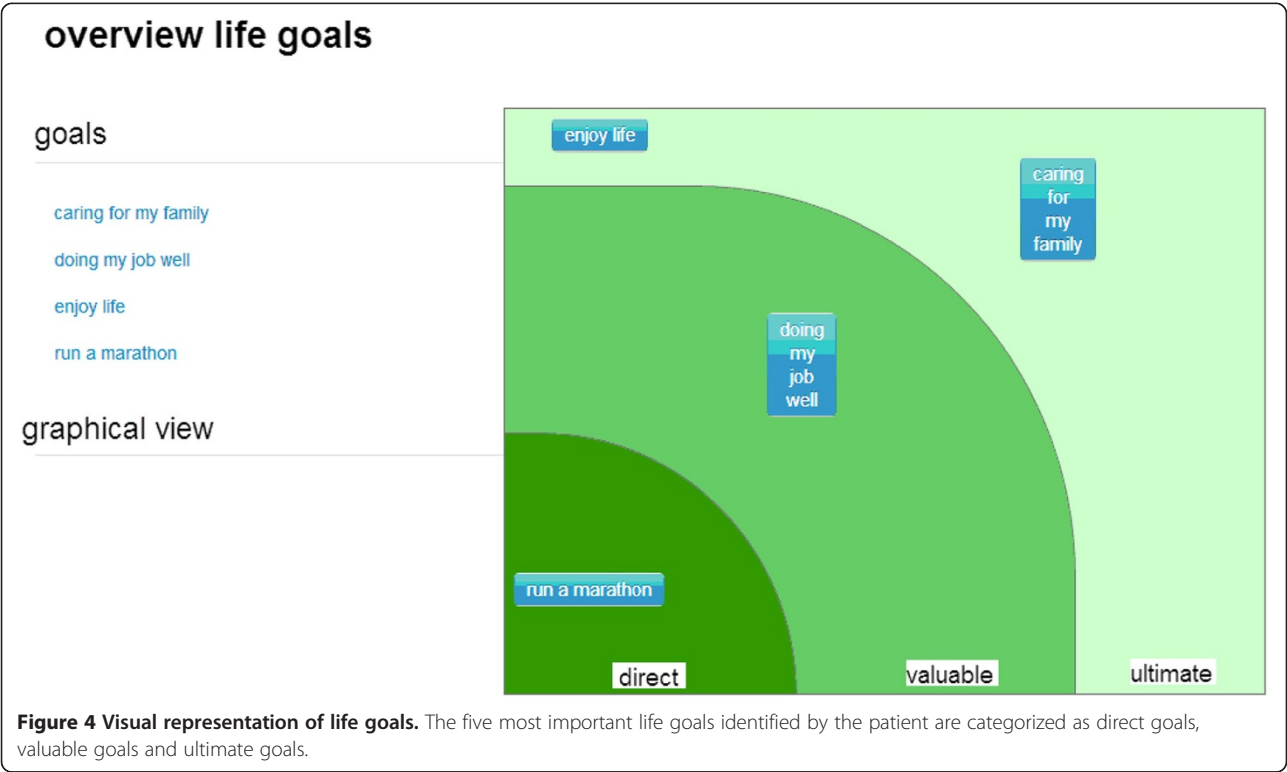 overview life goals
goals
caring for my family
doing my job well
enjoy life
run a marathon
graphical view
enjoy life
caring
for
my
family
doing
my
job
well
run a marathon
direct
valuable
ultimate
Figure 4 Visual representation of life goals. The five most important life goals identified by the patient are categorized as direct goals,
valuable goals and ultimate goals.